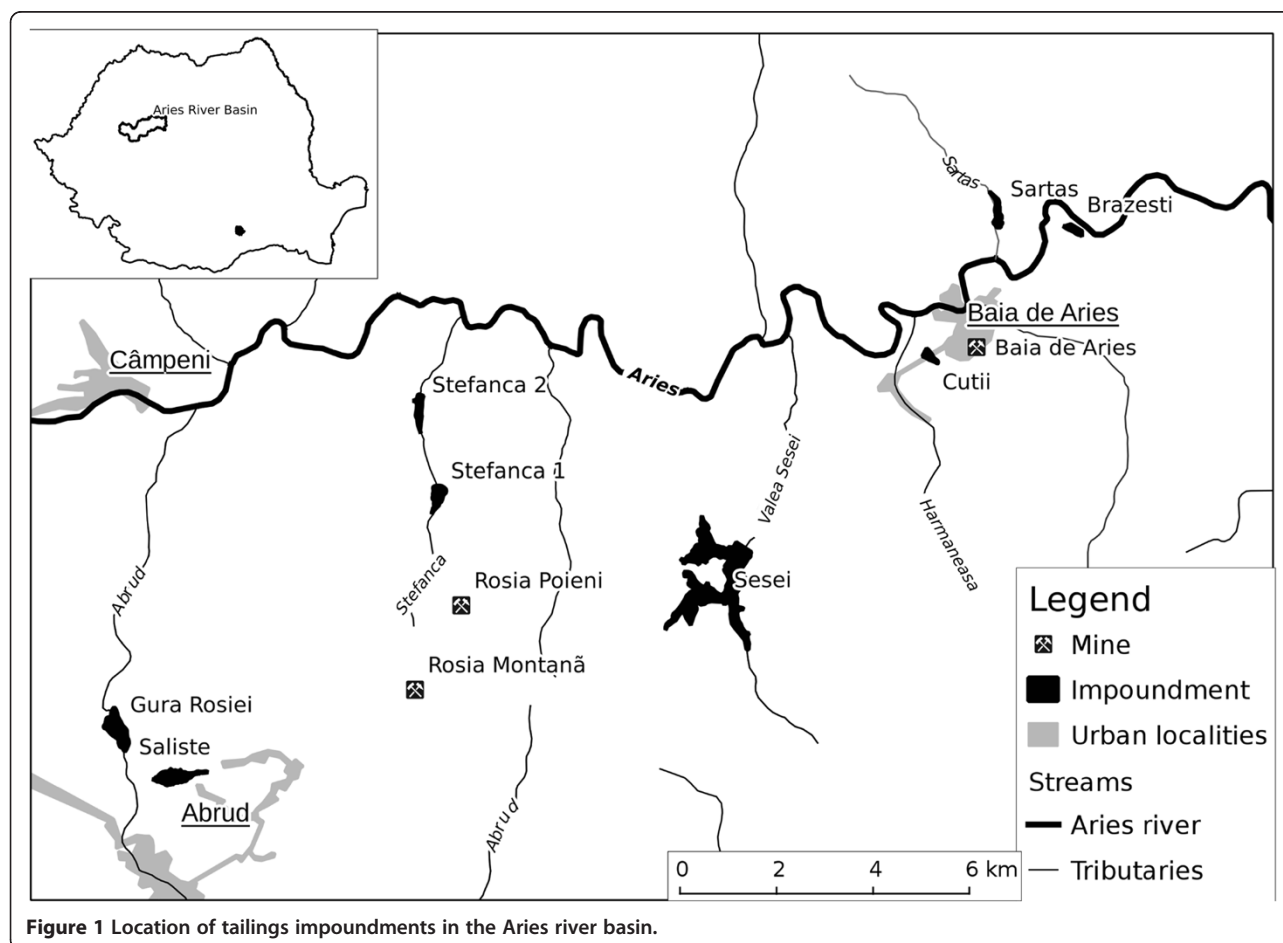 Aries River Basin
Sartas
Sartas
Brazesti
Baia de Aries
Baia de Aries
Cutii
Câmpeni
Aries
Stefanca 2
Stefanca 1
Valea Sesei
Harmaneasa
Abrud
Stefanca
Rosia Poieni
Sesei
Rosia Montanã
Gura Rosiei
Saliste
Abrud
Abrud
Legend
Mine
Impoundment
Urban localities
Streams
Aries river
Tributaries
0 2 4 6 km
Figure 1 Location of tailings impoundments in the Aries river basin.